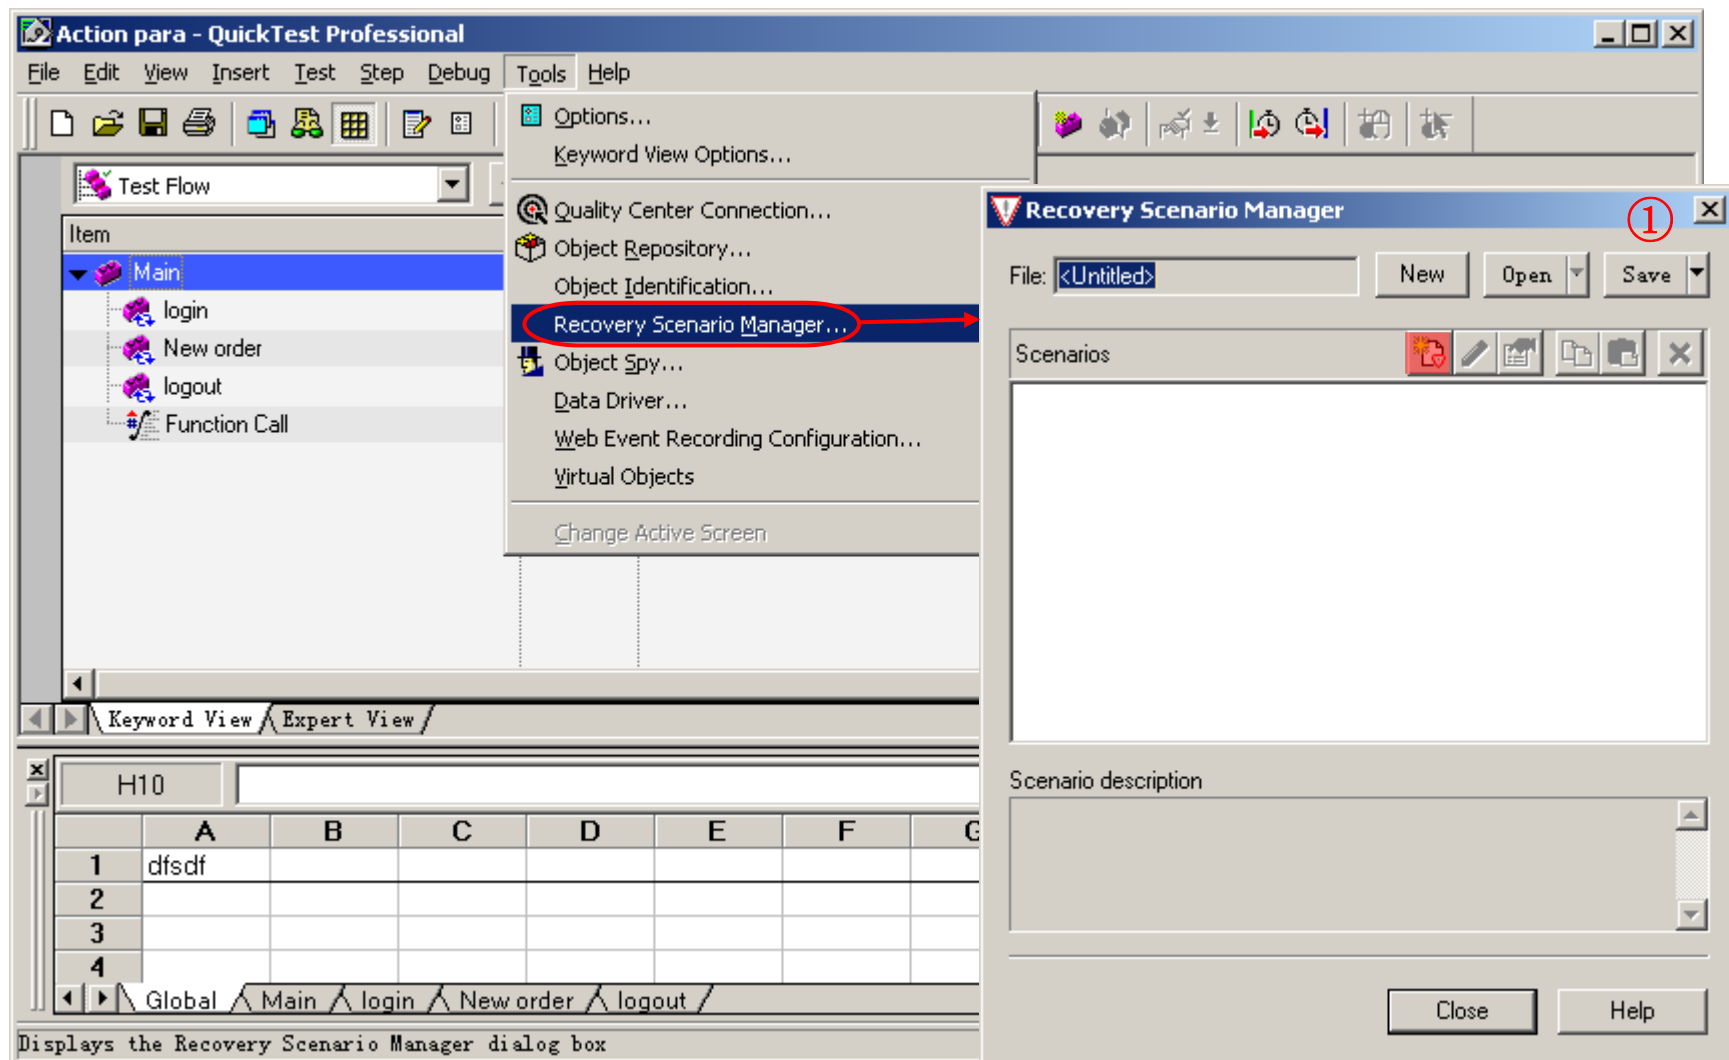 Action para - QuickTest Professional
File Edit View Insert Test Step Debug Tools Help
Options...
Keyword View Options...
Quality Center Connection...
Object Repository...
Object Identification...
Recovery Scenario Manager...
Object Spy...
Data Driver...
Web Event Recording Configuration...
Virtual Objects
Change Active Screen
Test Flow
Item
Main
login
New order
logout
Function Call
Keyword View Expert View
H10
A B C D E F G
1 dfsdf
2
3
4
Global Main login New order logout
Displays the Recovery Scenario Manager dialog box
Recovery Scenario Manager ①
File: <Untitled> New Open Save
Scenarios
Scenario description
Close Help